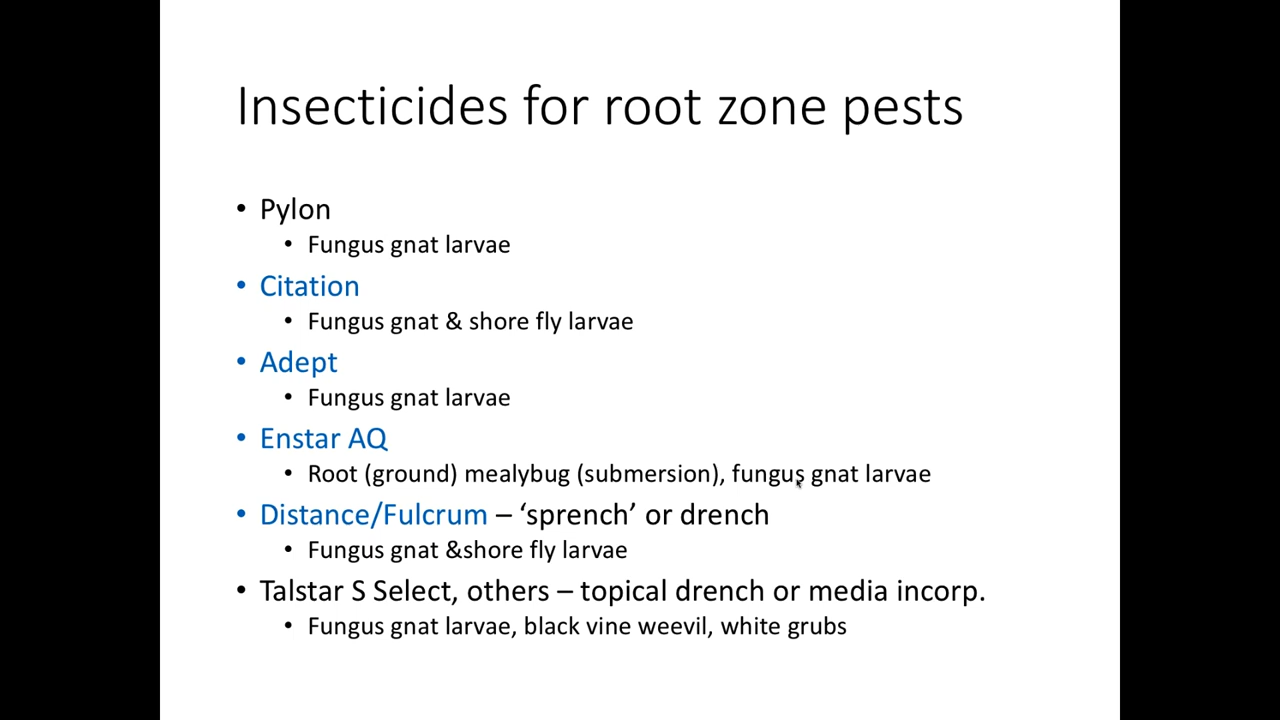 Insecticides for root zone pests
• Pylon
• Fungus gnat larvae
• Citation
• Fungus gnat & shore fly larvae
• Adept
• Fungus gnat larvae
• Enstar AQ
• Root (ground) mealybug (submersion), fungus gnat larvae
• Distance/Fulcrum – ‘sprench’ or drench
• Fungus gnat &shore fly larvae
• Talstar S Select, others – topical drench or media incorp.
• Fungus gnat larvae, black vine weevil, white grubs